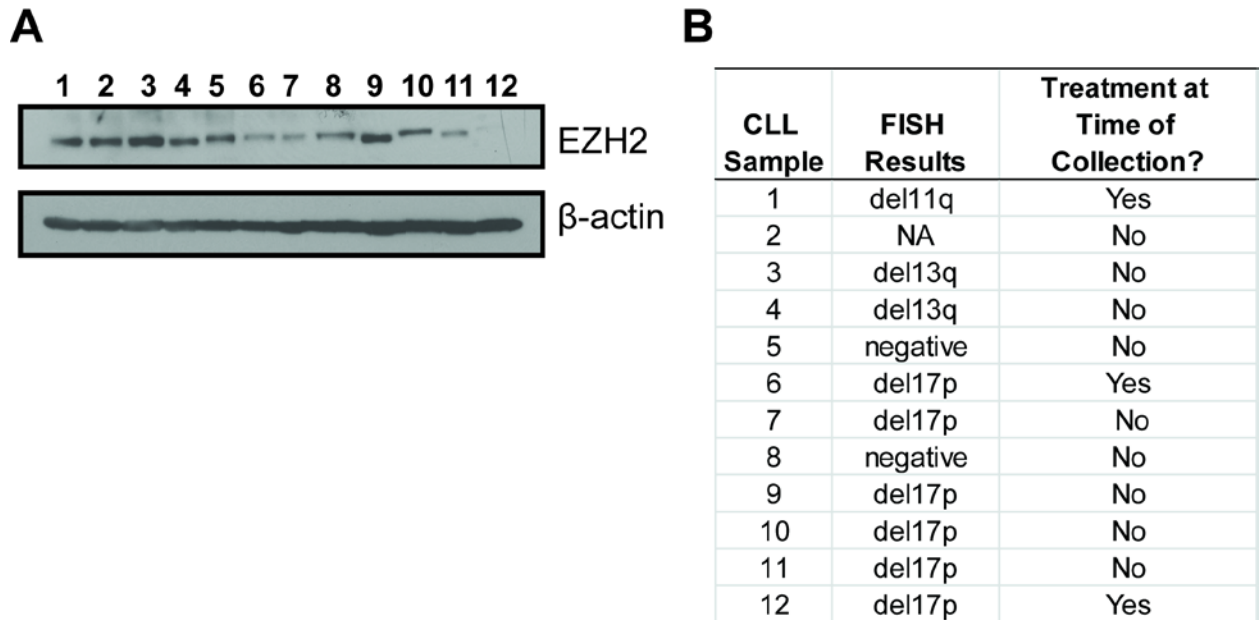 A
1 2 3 4 5 6 7 8 9 10 11 12
EZH2
β-actin
B
CLL Sample FISH Results Treatment at Time of Collection?
1 del11q Yes
2 NA No
3 del13q No
4 del13q No
5 negative No
6 del17p Yes
7 del17p No
8 negative No
9 del17p No
10 del17p No
11 del17p No
12 del17p Yes